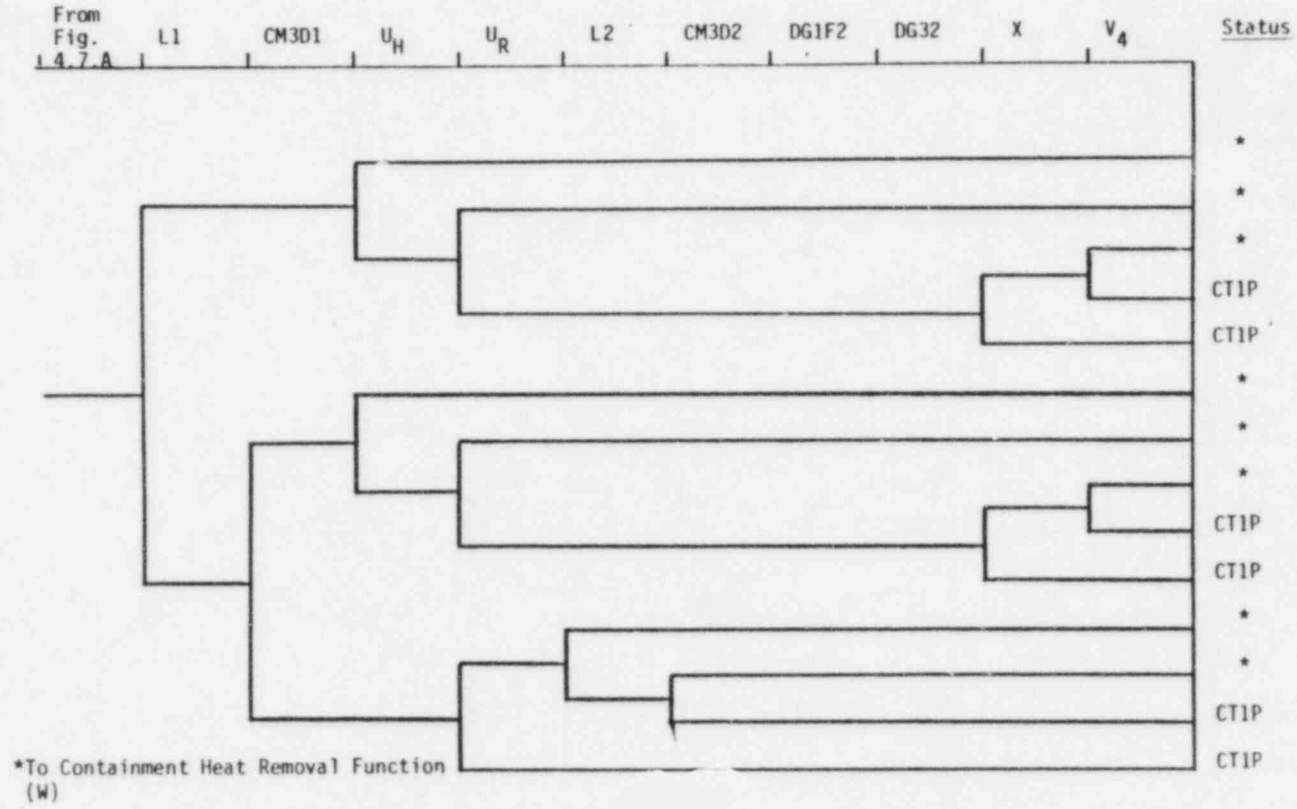 From
Fig.
4.7.A
L1 CM3D1 U_H U_R L2 CM3D2 DG1F2 DG32 X V_4 Status
*
*
*
CT1P
CT1P
*
*
*
CT1P
CT1P
*
*
CT1P
CT1P
*To Containment Heat Removal Function
(W)